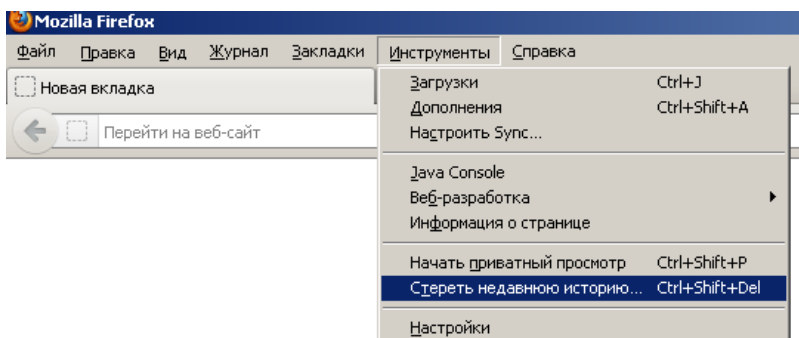 Mozilla Firefox
Файл Правка Вид Журнал Закладки Инструменты Справка
Новая вкладка
Перейти на веб-сайт
Загрузки Ctrl+J
Дополнения Ctrl+Shift+A
Настроить Sync...
Java Console
Веб-разработка
Информация о странице
Начать приватный просмотр Ctrl+Shift+P
Стереть недавнюю историю... Ctrl+Shift+Del
Настройки